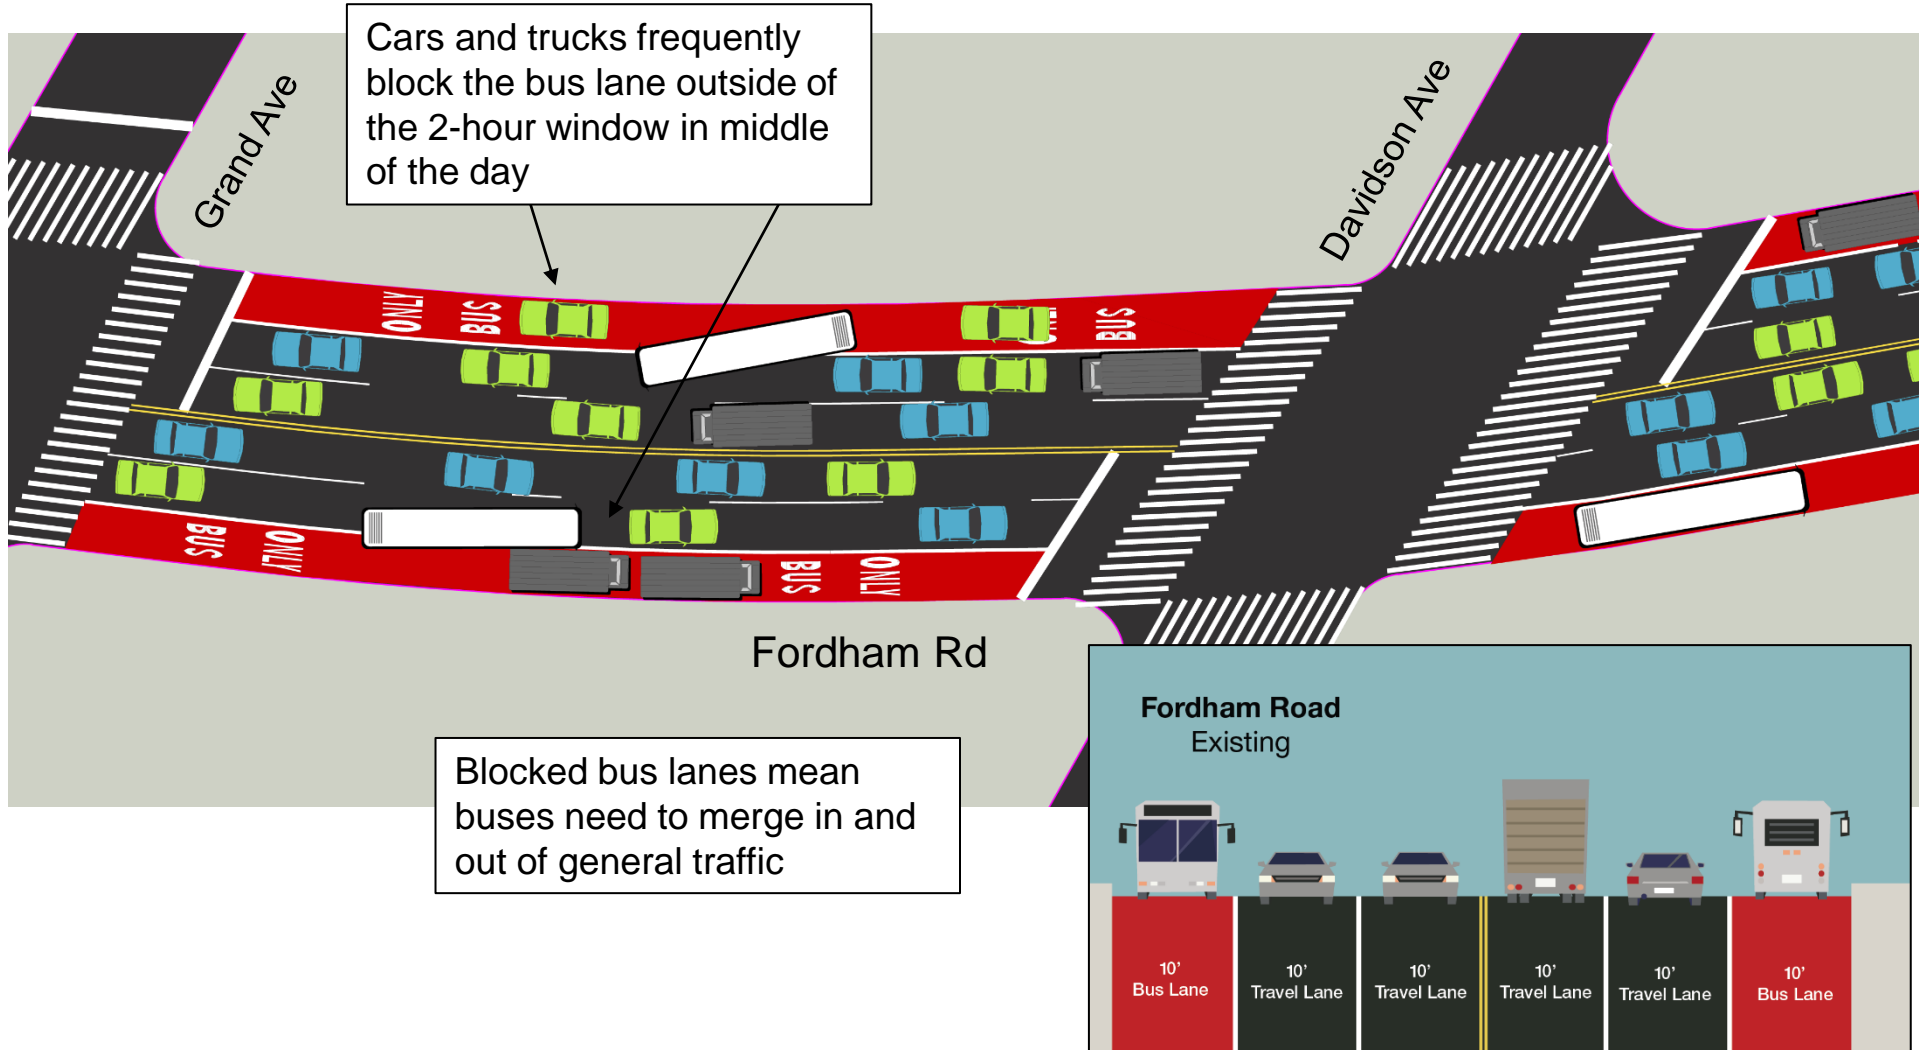 Cars and trucks frequently
block the bus lane outside of
the 2-hour window in middle
of the day
Grand Ave
Davidson Ave
ONLY
BUS
BUS
BUS
ONLY
BUS
ONLY
Fordham Rd
Blocked bus lanes mean
buses need to merge in and
out of general traffic
Fordham Road
Existing
10'
Bus Lane
10'
Travel Lane
10'
Travel Lane
10'
Travel Lane
10'
Travel Lane
10'
Bus Lane